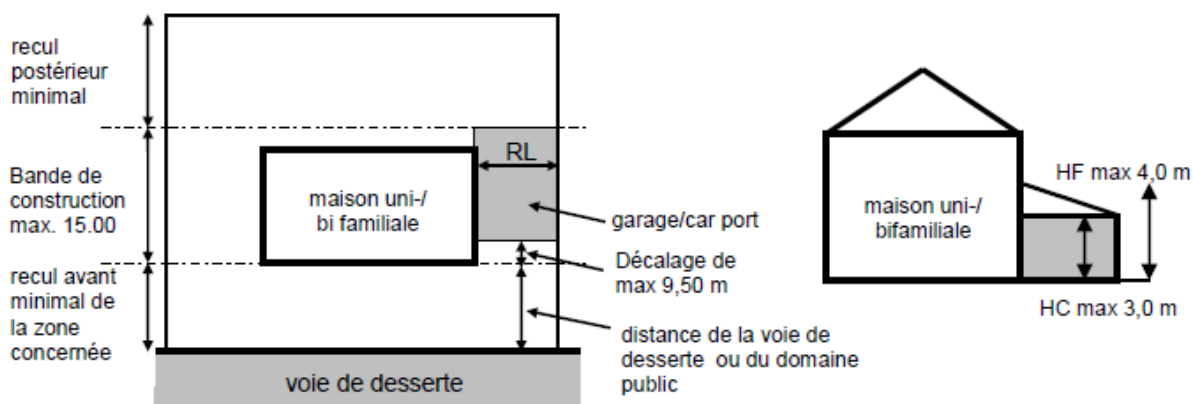 recul
postérieur
minimal
Bande de
construction
max. 15.00
recul avant
minimal de
la zone
concernée
RL
maison uni-/
bi familiale
garage/car port
Décalage de
max 9,50 m
distance de la voie de
desserte ou du domaine
public
voie de desserte
maison uni-/
bifamiliale
HF max 4,0 m
HC max 3,0 m